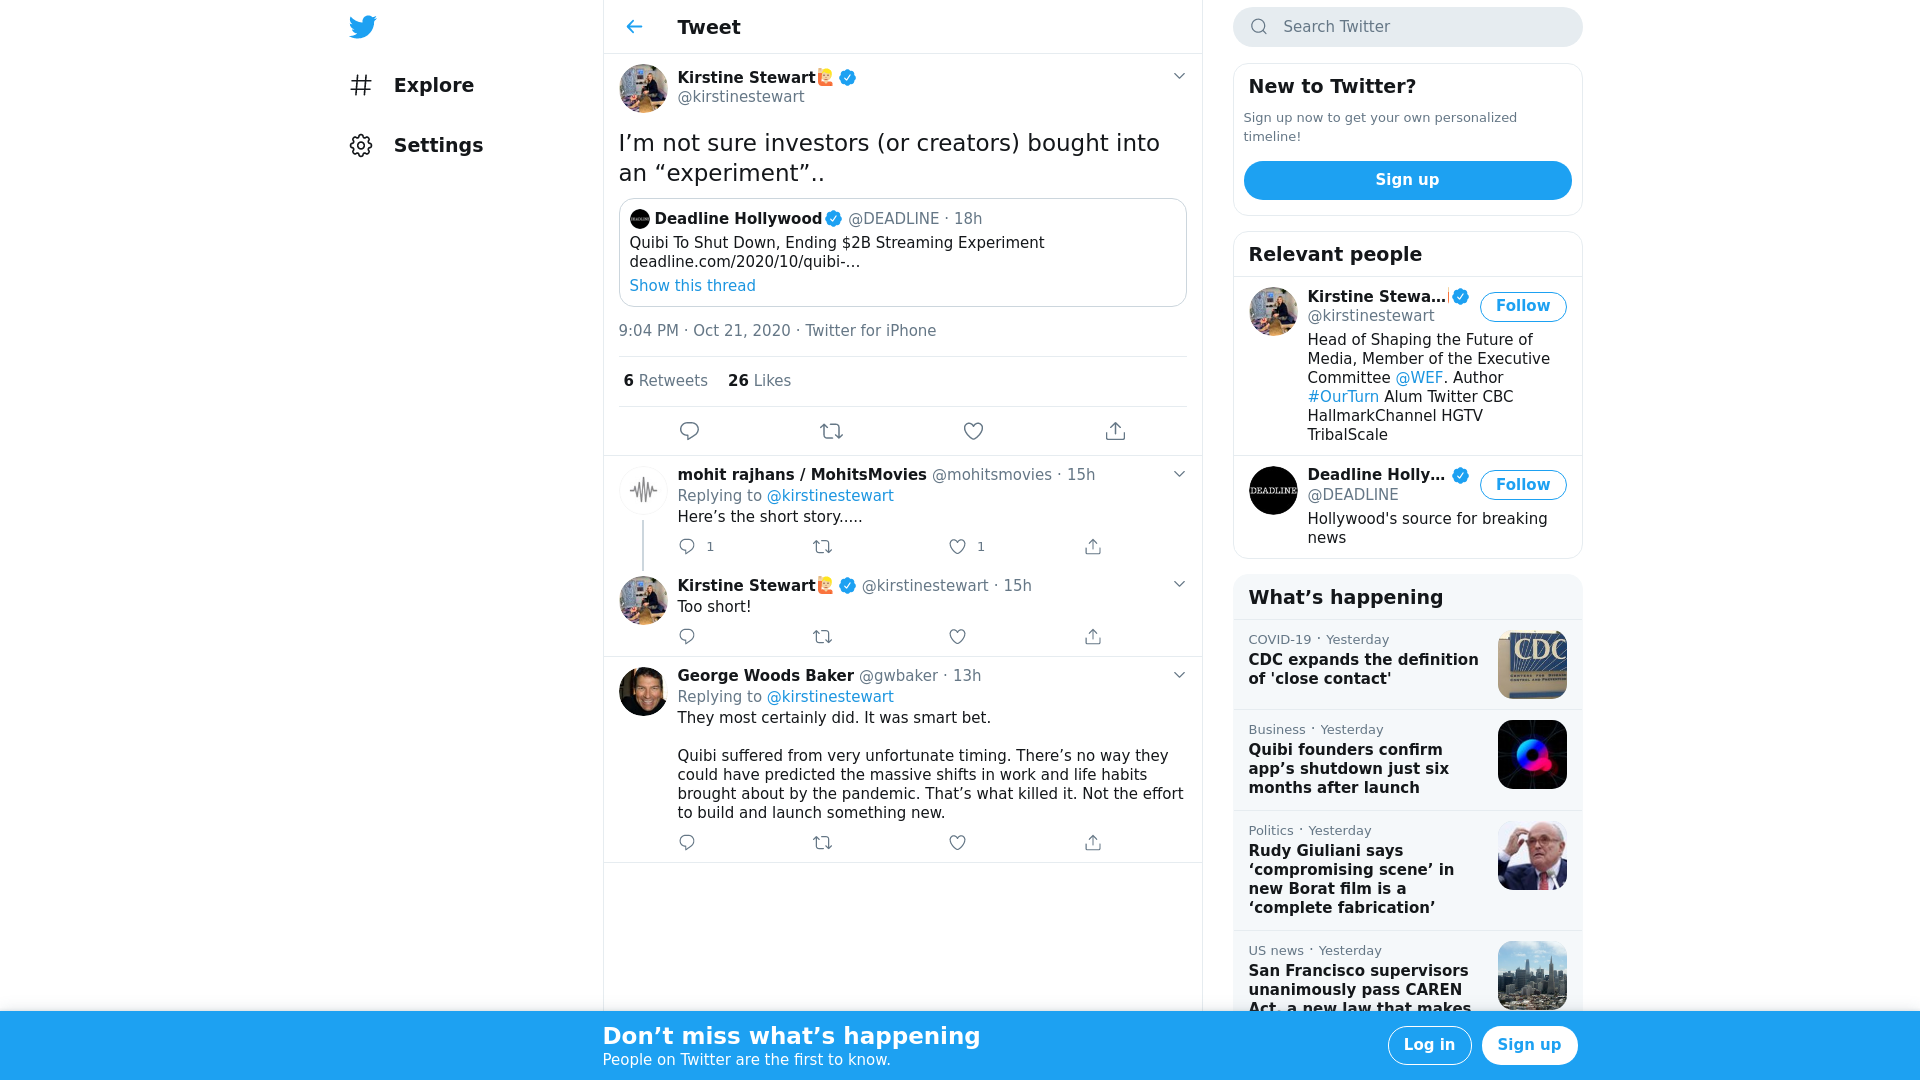 Explore
Settings
Tweet
Kirstine Stewart
@kirstinestewart
I’m not sure investors (or creators) bought into
an “experiment”..
Deadline Hollywood @DEADLINE · 18h
Quibi To Shut Down, Ending $2B Streaming Experiment
deadline.com/2020/10/quibi-…
Show this thread
9:04 PM · Oct 21, 2020 · Twitter for iPhone
6 Retweets 26 Likes
mohit rajhans / MohitsMovies @mohitsmovies · 15h
Replying to @kirstinestewart
Here’s the short story.....
1 1
Kirstine Stewart @kirstinestewart · 15h
Too short!
George Woods Baker @gwbaker · 13h
Replying to @kirstinestewart
They most certainly did. It was smart bet.
Quibi suffered from very unfortunate timing. There’s no way they
could have predicted the massive shifts in work and life habits
brought about by the pandemic. That’s what killed it. Not the effort
to build and launch something new.
Search Twitter
New to Twitter?
Sign up now to get your own personalized
timeline!
Sign up
Relevant people
Kirstine Stewa…
Follow
@kirstinestewart
Head of Shaping the Future of
Media, Member of the Executive
Committee @WEF. Author
#OurTurn Alum Twitter CBC
HallmarkChannel HGTV
TribalScale
DEADLINE
Deadline Holly…
Follow
@DEADLINE
Hollywood's source for breaking
news
What’s happening
COVID-19 · Yesterday
CDC expands the definition
of 'close contact'
CDC
Business · Yesterday
Quibi founders confirm
app’s shutdown just six
months after launch
Politics · Yesterday
Rudy Giuliani says
‘compromising scene’ in
new Borat film is a
‘complete fabrication’
US news · Yesterday
San Francisco supervisors
unanimously pass CAREN
Act, a new law that makes
Don’t miss what’s happening
People on Twitter are the first to know.
Log in
Sign up